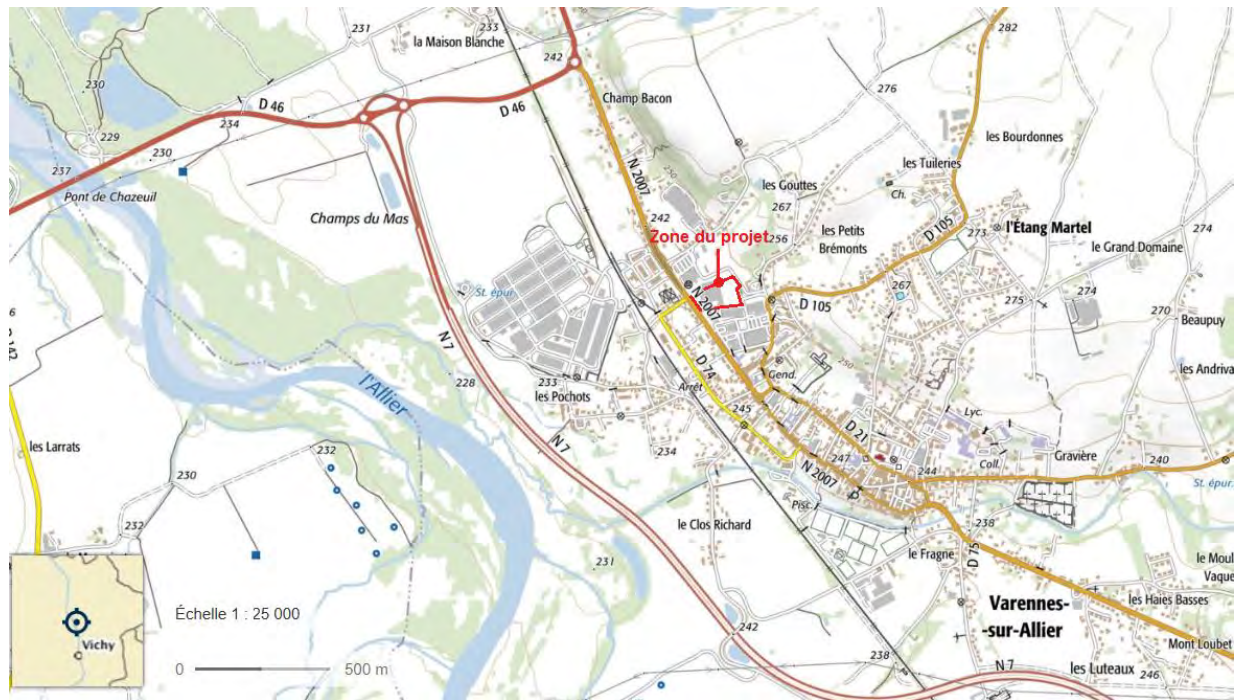 231
la Maison Blanche
233
282
242
D 46
D 46
Champ Bacon
276
230
les Bourdonnes
229
234
230
les Tuileries
237
Pont de Chazeuil
250
les Gouttes
Ch.
N 2007
267
Champs du Mas
242
256
les Petits
Brémonts
D 105
273
l'Étang Martel
274
le Grand Domaine
Zone du projet
St. épur.
N 2007
267
274
D 105
275
270
Beaupuy
N 7
l'Allier
228
D 74
Gend.
250
les Andriva
233
les Pochots
Arrêt
245
Lyc.
les Larrats
232
N 7
234
D 21
Coll.
Gravière
230
247
244
240
N 2007
St. épur.
Pisc.
232
le Clos Richard
238
231
le Fragne
D 75
le Moul
Vaque
Échelle 1 : 25 000
Varennes-
-sur-Allier
les Haies Basses
Vichy
242
Mont Loubet
0
500 m
238
N 7
les Luteaux
246